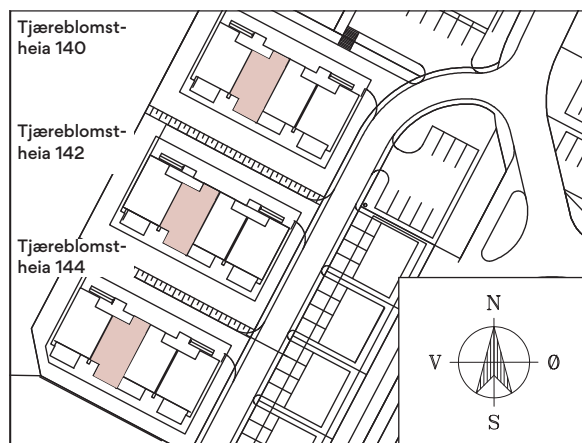 Tjæreblomst-
heia 140
Tjæreblomst-
heia 142
Tjæreblomst-
heia 144
N
V Ø
S